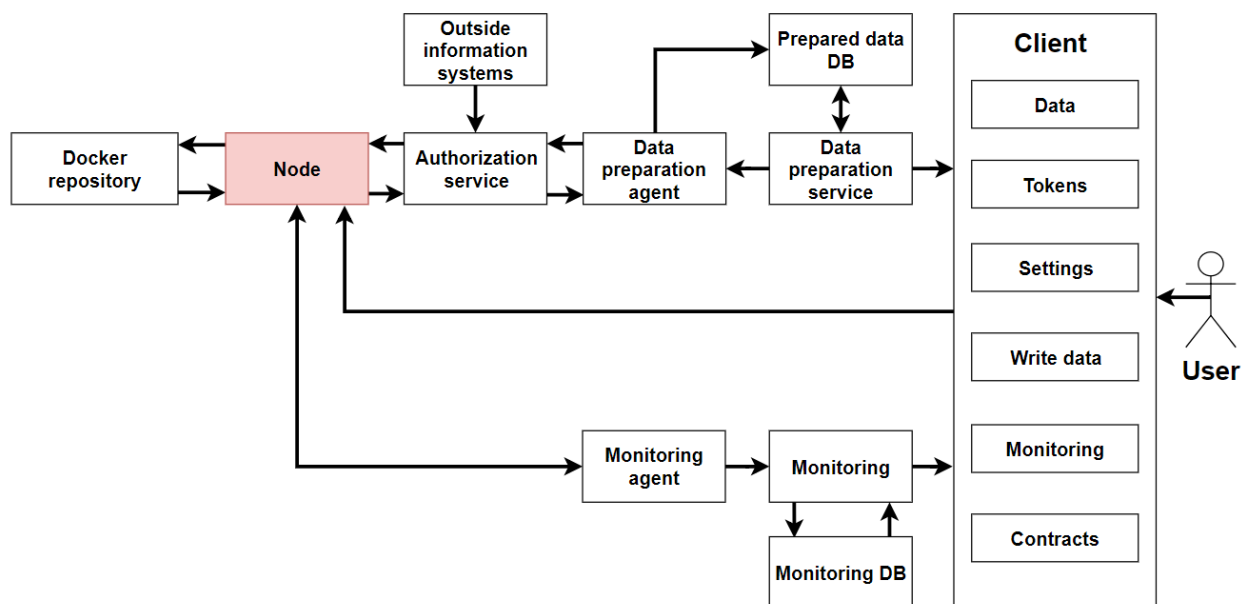 Outside
information
systems
Prepared data
DB
Client
Data
Docker
repository
Node
Authorization
service
Data
preparation
agent
Data
preparation
service
Tokens
Settings
Write data
User
Monitoring
agent
Monitoring
Monitoring
Contracts
Monitoring DB